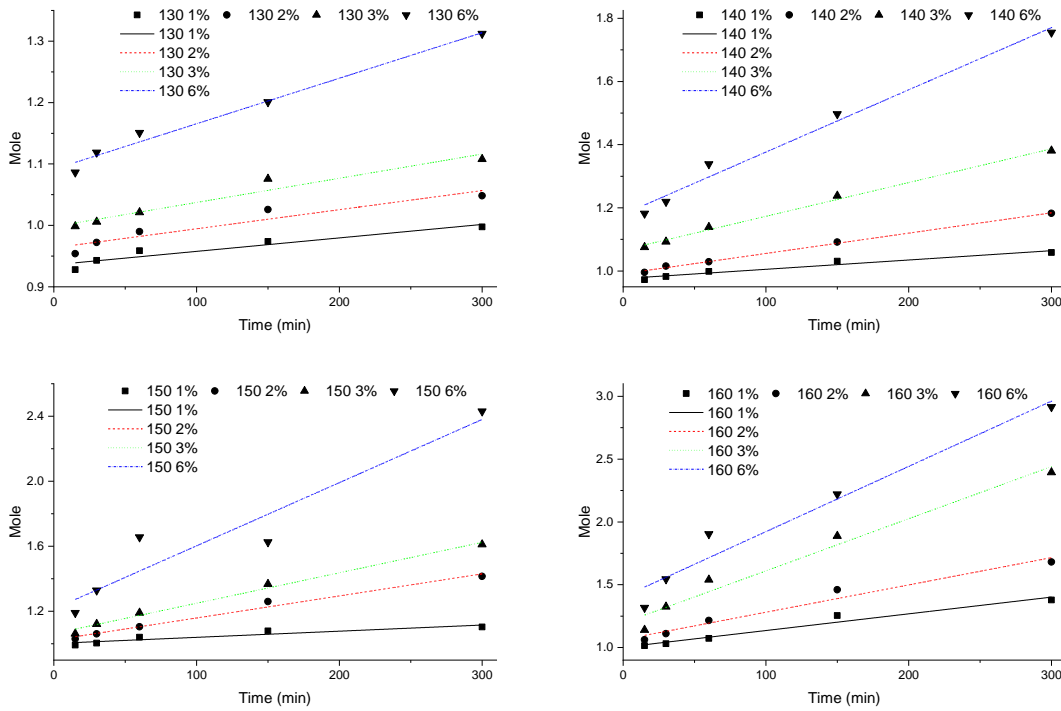 130 1% 130 2% 130 3% 130 6%
130 1%
130 2%
130 3%
130 6%
1.3
1.2
1.1
1.0
0.9
Mole
0 100 200 300
Time (min)
140 1% 140 2% 140 3% 140 6%
140 1%
140 2%
140 3%
140 6%
1.8
1.6
1.4
1.2
1.0
Mole
0 100 200 300
Time (min)
150 1% 150 2% 150 3% 150 6%
150 1%
150 2%
150 3%
150 6%
2.4
2.0
1.6
1.2
Mole
0 100 200 300
Time (min)
160 1% 160 2% 160 3% 160 6%
160 1%
160 2%
160 3%
160 6%
3.0
2.5
2.0
1.5
1.0
Mole
0 100 200 300
Time (min)